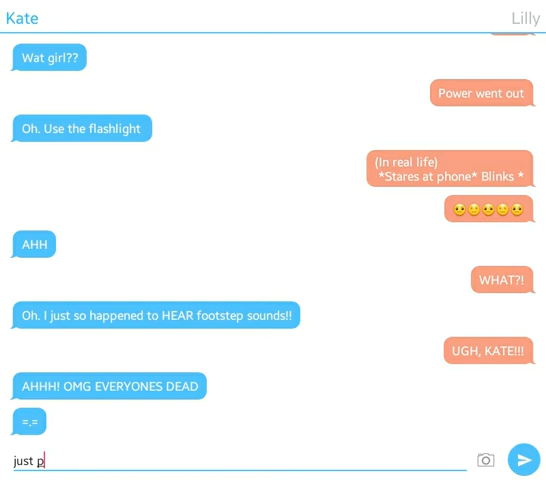 Kate
Lilly
Wat girl??
Power went out
Oh. Use the flashlight
(In real life)
*Stares at phone* Blinks *
AHH
WHAT?!
Oh. I just so happened to HEAR footstep sounds!!
UGH, KATE!!!
AHHH! OMG EVERYONES DEAD
=.=
just p